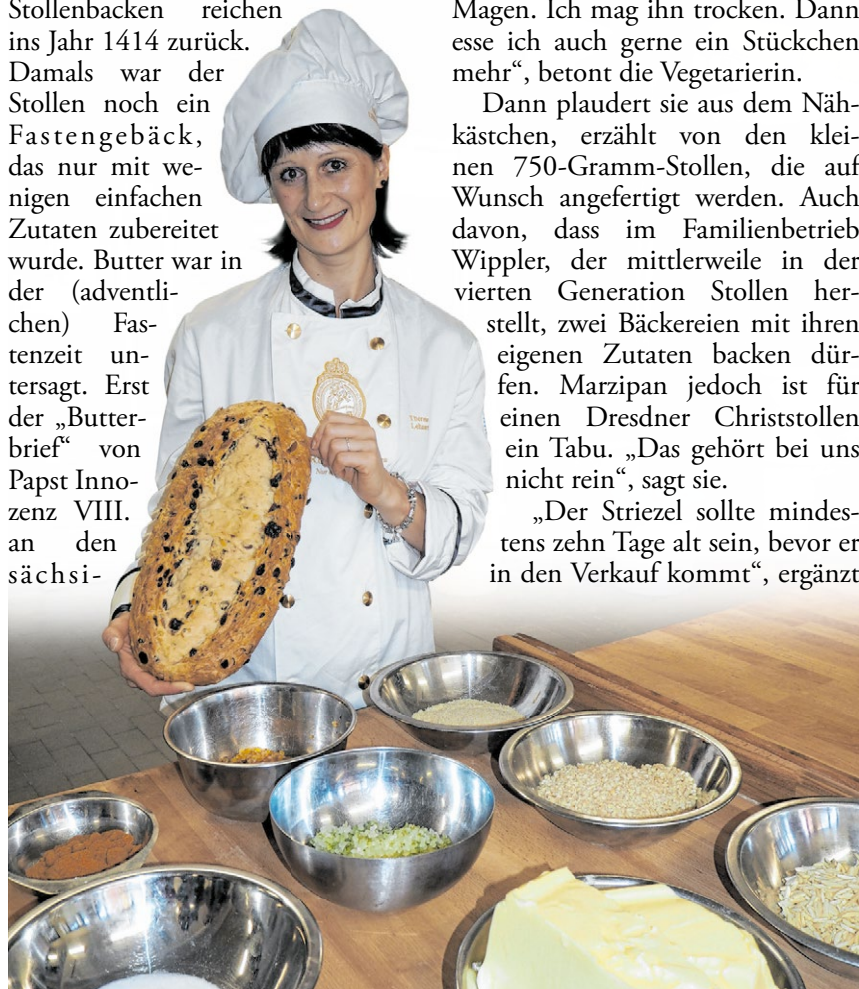 Stollenbacken reichen
ins Jahr 1414 zurück.
Damals war der
Stollen noch ein
Fastengebäck,
das nur mit we-
nigen einfachen
Zutaten zubereitet
wurde. Butter war in
der (adventli-
chen) Fas-
tenzeit un-
tersagt. Erst
der „Butter-
brief“ von
Papst Inno-
zenz VIII.
an den
sächsi-
Magen. Ich mag ihn trocken. Dann
esse ich auch gerne ein Stückchen
mehr“, betont die Vegetarierin.
Dann plaudert sie aus dem Näh-
kästchen, erzählt von den klei-
nen 750-Gramm-Stollen, die auf
Wunsch angefertigt werden. Auch
davon, dass im Familienbetrieb
Wippler, der mittlerweile in der
vierten Generation Stollen her-
stellt, zwei Bäckereien mit ihren
eigenen Zutaten backen dür-
fen. Marzipan jedoch ist für
einen Dresdner Christstollen
ein Tabu. „Das gehört bei uns
nicht rein“, sagt sie.
„Der Striezel sollte mindes-
tens zehn Tage alt sein, bevor er
in den Verkauf kommt“, ergänzt